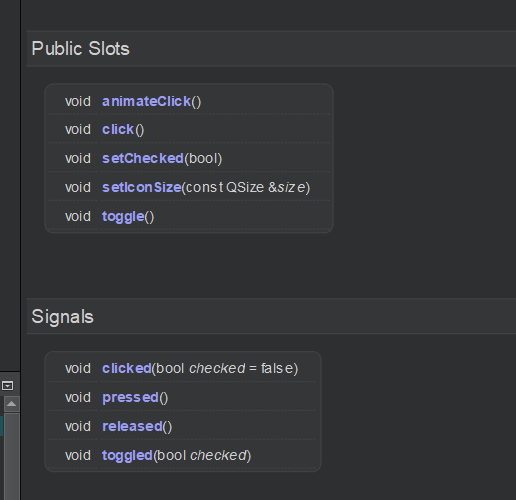 Public Slots
void animateClick()
void click()
void setChecked(bool)
void setIconSize(const QSize &size)
void toggle()
Signals
void clicked(bool checked = false)
void pressed()
void released()
void toggled(bool checked)